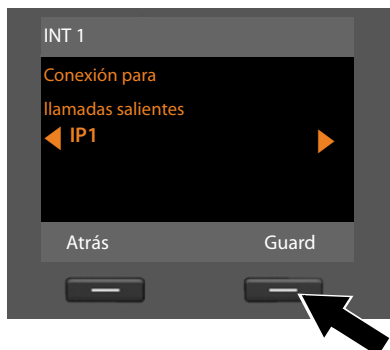 INT 1
Conexión para
llamadas salientes
IP1
Atrás Guard